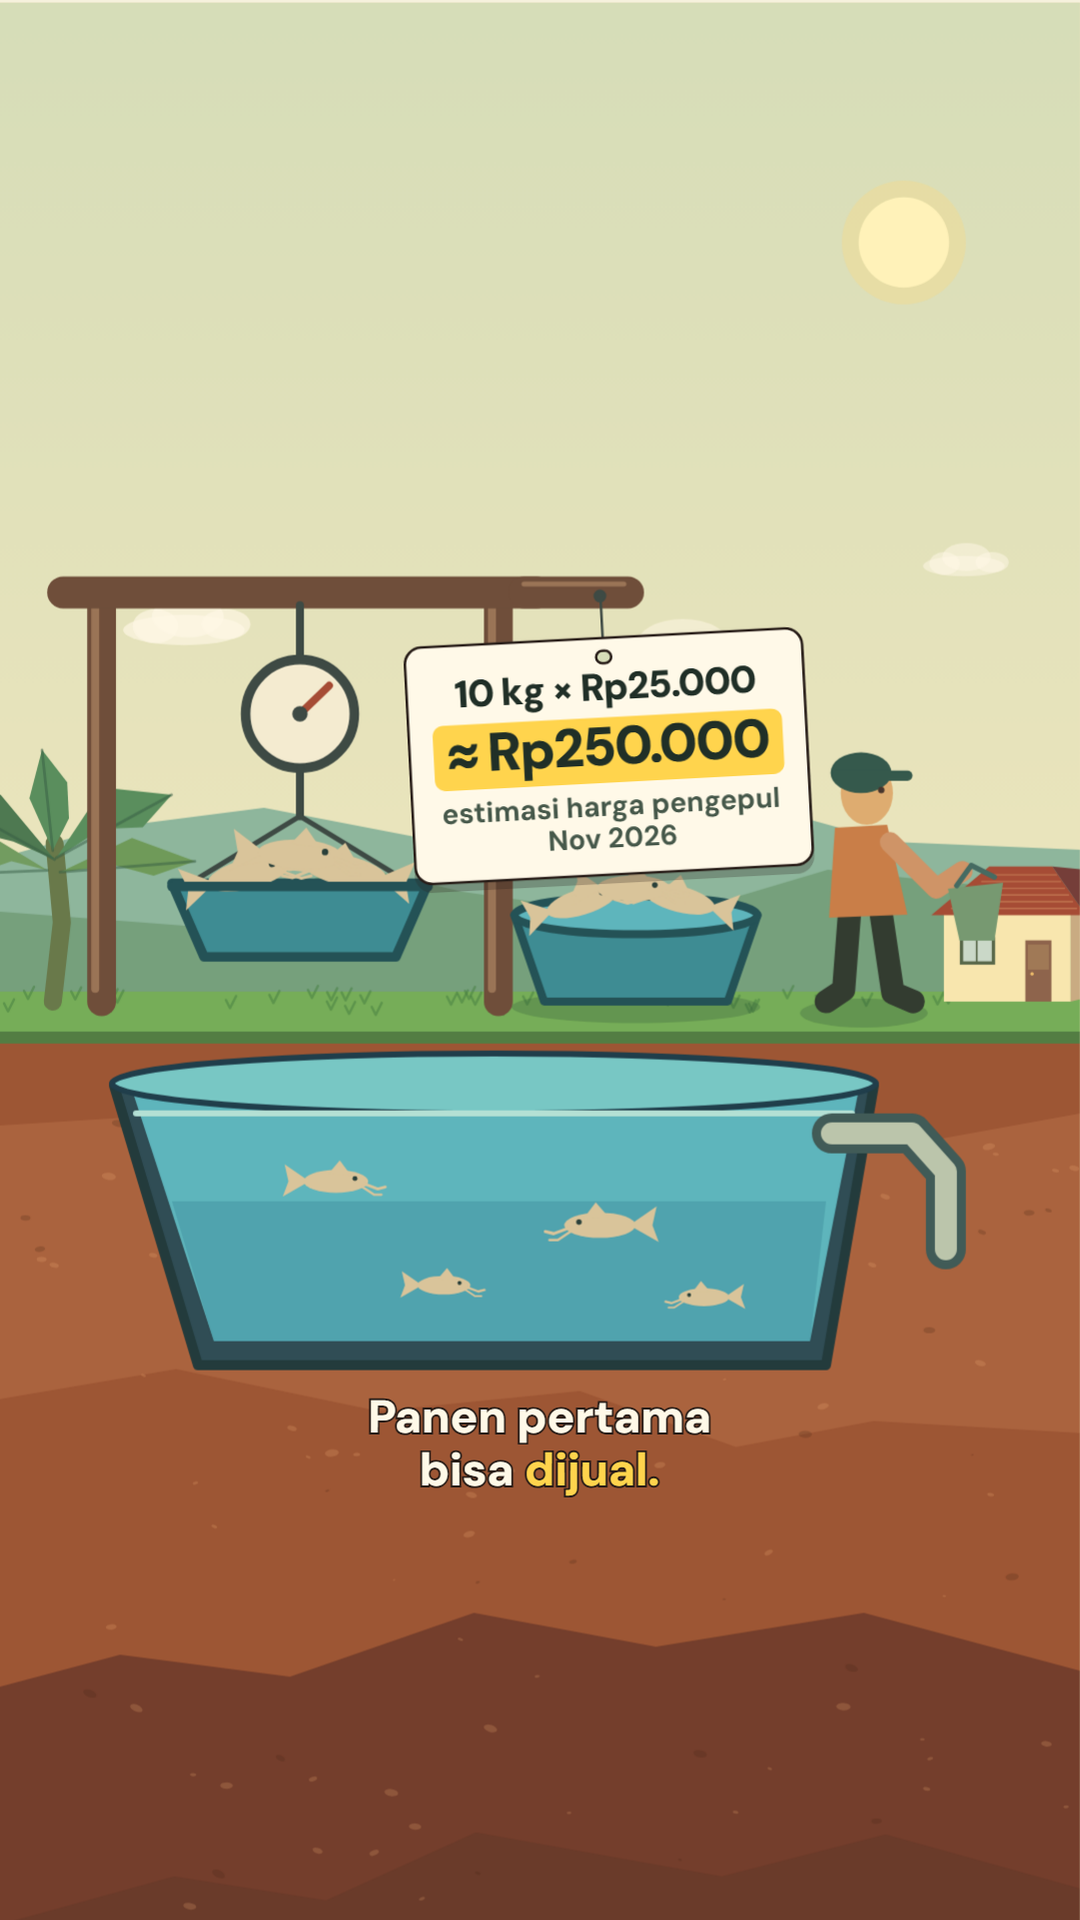 10 kg × Rp25.000
≈ Rp250.000
estimasi harga pengepul
Nov 2026
Panen pertama
bisa dijual.